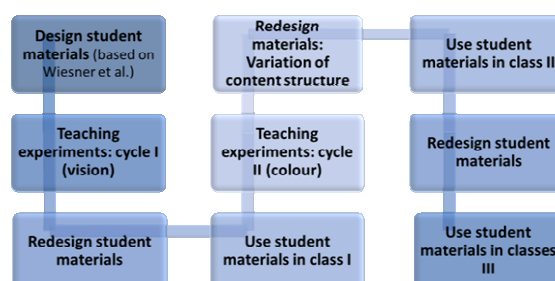 Design student
materials (based on
Wiesner et al.)
Teaching
experiments: cycle I
(vision)
Redesign student
materials
Use student
materials in class I
Teaching
experiments: cycle
II (colour)
Redesign
materials:
Variation of
content structure
Use student
materials in class II
Redesign student
materials
Use student
materials in classes
III